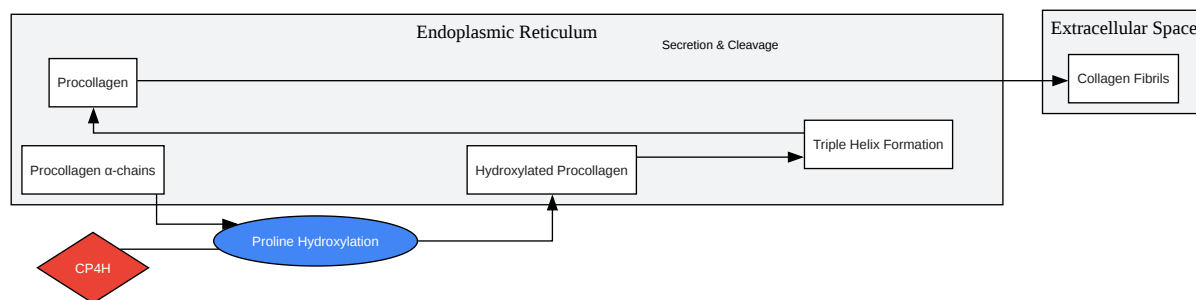 Endoplasmic Reticulum
Extracellular Space
Secretion & Cleavage
Procollagen
Collagen Fibrils
Triple Helix Formation
Procollagen α-chains
Hydroxylated Procollagen
Proline Hydroxylation
CP4H